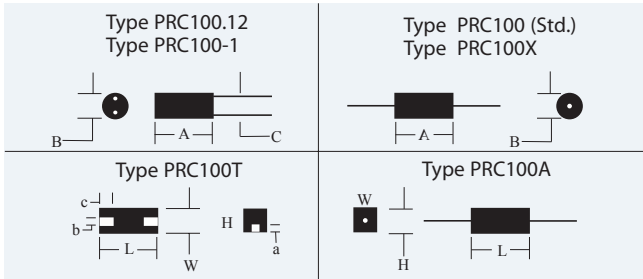 Type PRC100.12
Type PRC100-1
B
A
C
Type PRC100 (Std.)
Type PRC100X
A
B
Type PRC100T
c
b
L
W
H
a
Type PRC100A
W
H
L